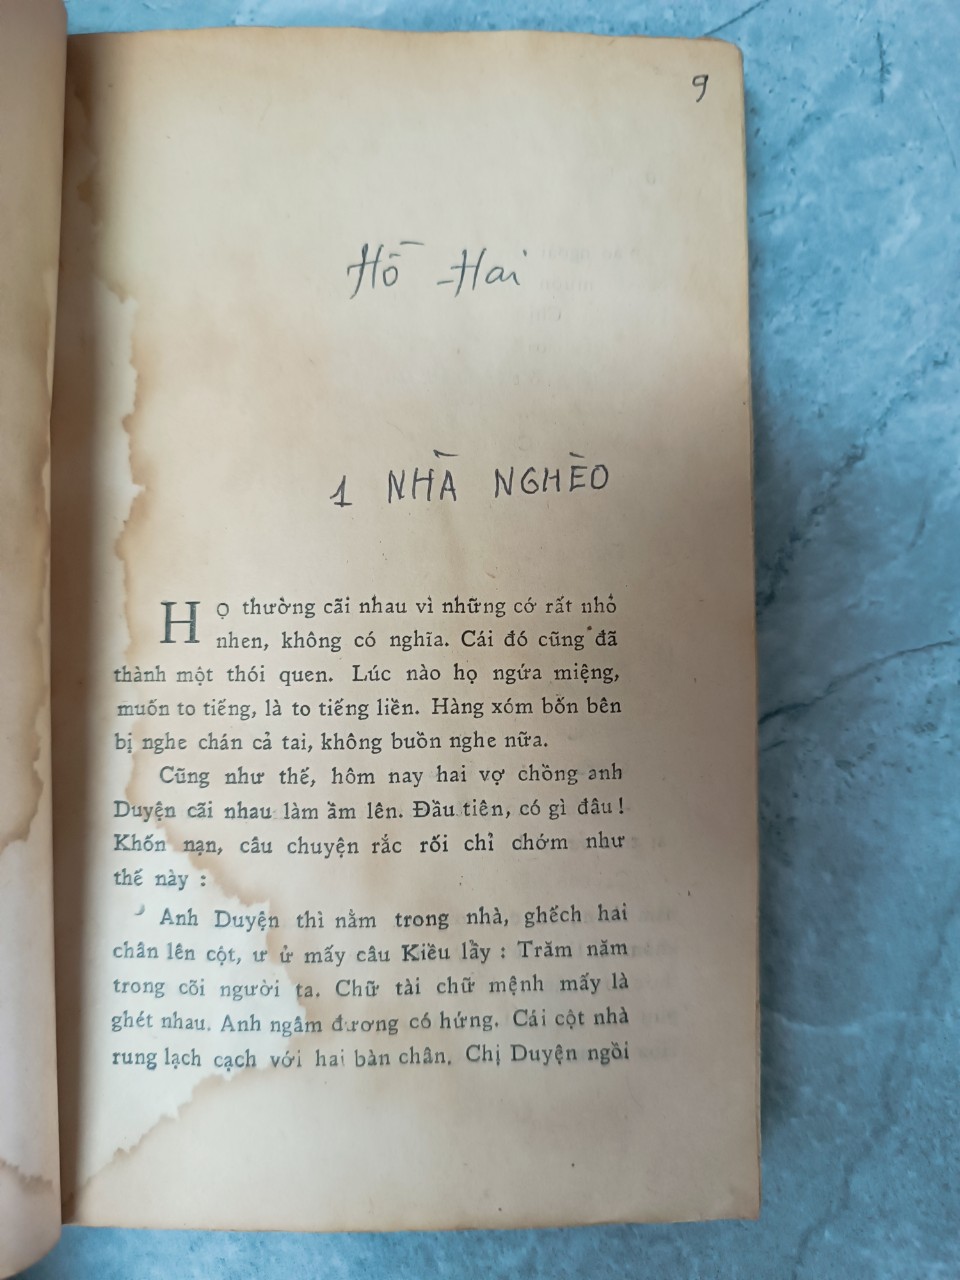 9
Hồ Hai
1 NHÀ NGHÈO
Họ thường cãi nhau vì những cớ rất nhỏ
nhen, không có nghĩa. Cái đó cũng đã
thành một thói quen. Lúc nào họ ngứa miệng,
muốn to tiếng, là to tiếng liền. Hàng xóm bốn bên
bị nghe chán cả tai, không buồn nghe nữa.
Cũng như thế, hôm nay hai vợ chồng anh
Duyện cãi nhau làm ầm lên. Đầu tiên, có gì đâu !
Khốn nạn, câu chuyện rắc rối chỉ chớm như
thế này :
Anh Duyện thì nằm trong nhà, ghếch hai
chân lên cột, ư ử mấy câu Kiều lẩy : Trăm năm
trong cõi người ta. Chữ tài chữ mệnh mấy là
ghét nhau. Anh ngâm đương có hứng. Cái cột nhà
rung lạch cạch với hai bàn chân. Chị Duyện ngồi